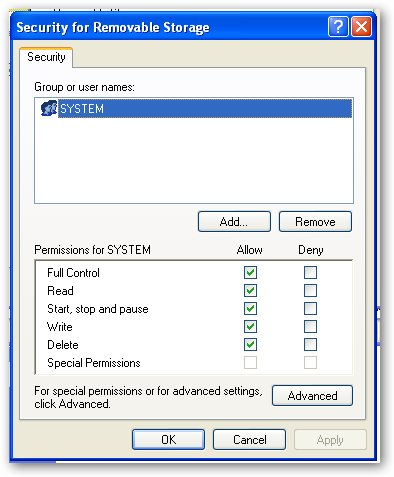 Security for Removable Storage
Security
Group or user names:
SYSTEM
Add... Remove
Permissions for SYSTEM Allow Deny
Full Control
Read
Start, stop and pause
Write
Delete
Special Permissions
For special permissions or for advanced settings,
click Advanced.
Advanced
OK Cancel Apply